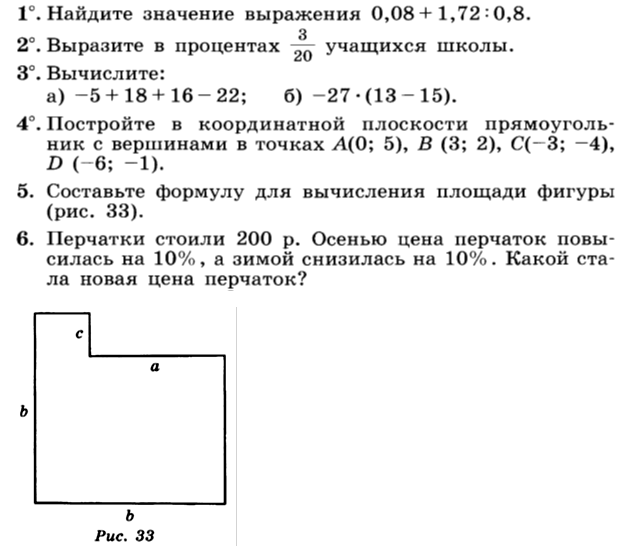 1°. Найдите значение выражения 0,08 + 1,72 : 0,8.
2°. Выразите в процентах 3/20 учащихся школы.
3°. Вычислите:
а) −5 + 18 + 16 − 22; б) −27 · (13 − 15).
4°. Постройте в координатной плоскости прямоуголь-
ник с вершинами в точках A(0; 5), B (3; 2), C(−3; −4),
D (−6; −1).
5. Составьте формулу для вычисления площади фигуры
(рис. 33).
6. Перчатки стоили 200 р. Осенью цена перчаток повы-
силась на 10%, а зимой снизилась на 10%. Какой ста-
ла новая цена перчаток?
c
a
b
b
Рис. 33